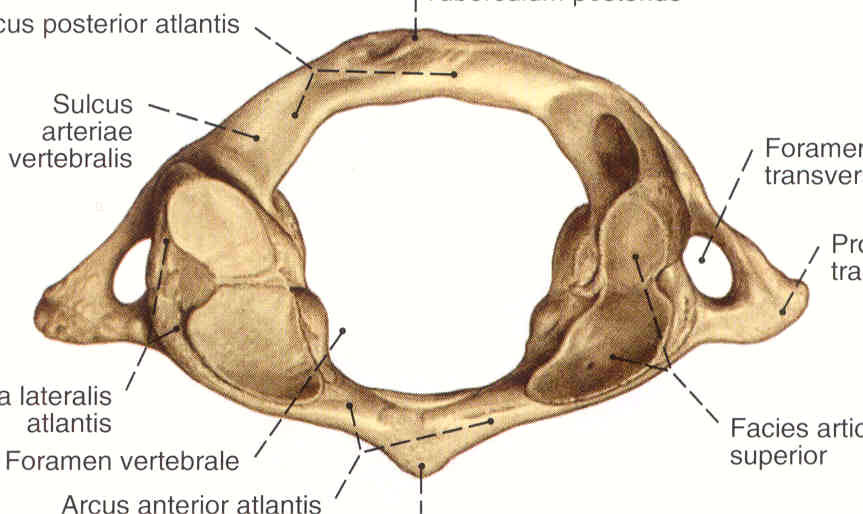 cus posterior atlantis
Sulcus
arteriae
vertebralis
Foramen
transver
Pro
tra
a lateralis
atlantis
Foramen vertebrale
Arcus anterior atlantis
Facies artic
superior